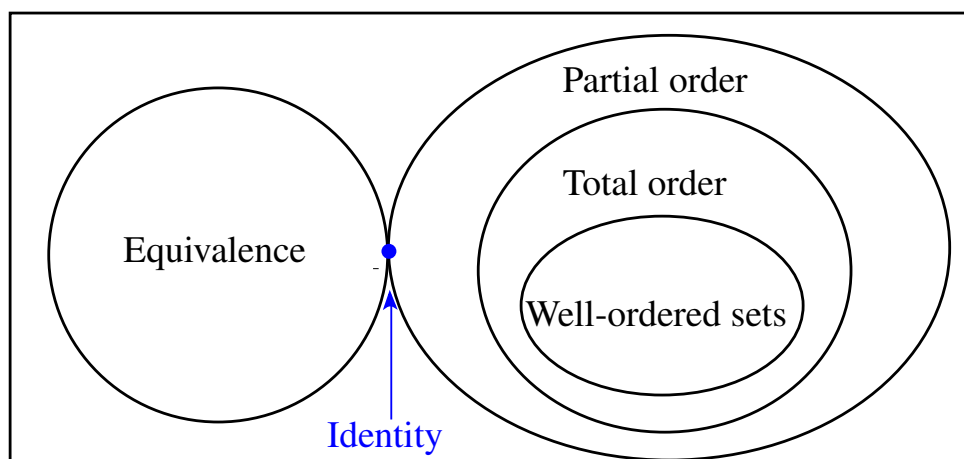 Partial order
Total order
Equivalence
Well-ordered sets
Identity